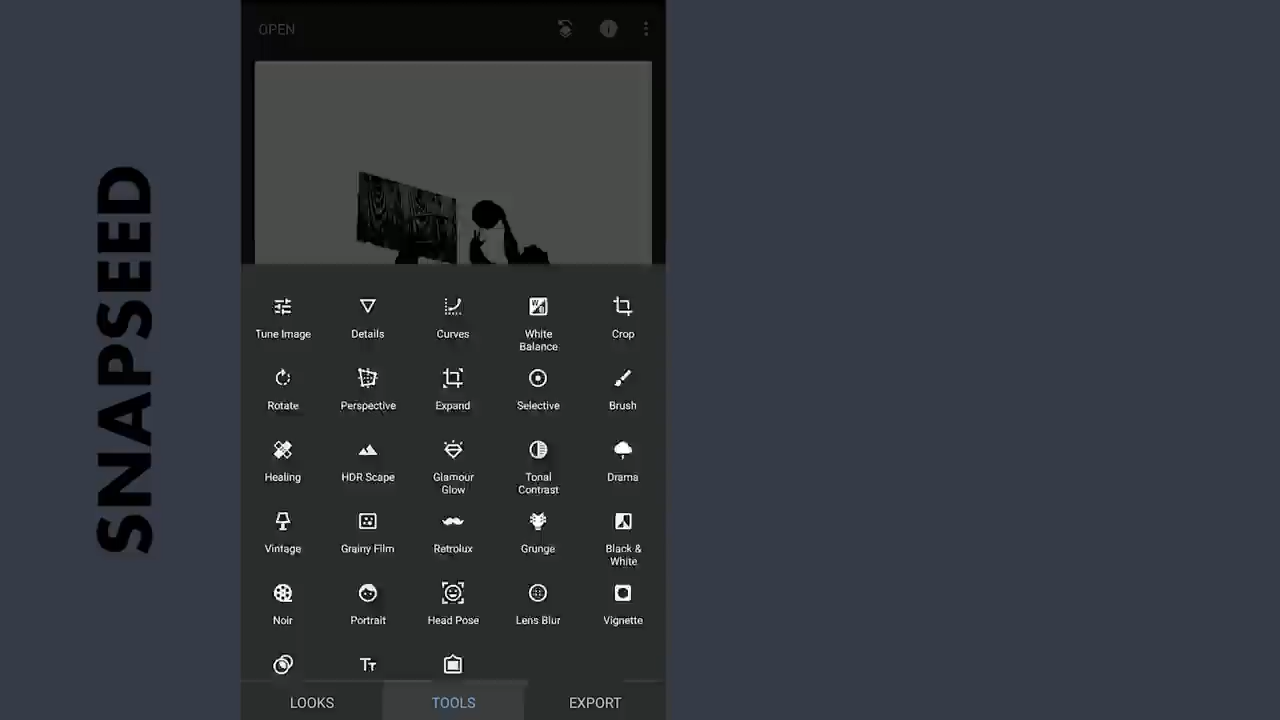 OPEN
SNAPSEED
Tune Image
Details
Curves
White
Balance
Crop
Rotate
Perspective
Expand
Selective
Brush
Healing
HDR Scape
Glamour
Glow
Tonal
Contrast
Drama
Vintage
Grainy Film
Retrolux
Grunge
Black &
White
Noir
Portrait
Head Pose
Lens Blur
Vignette
LOOKS
TOOLS
EXPORT